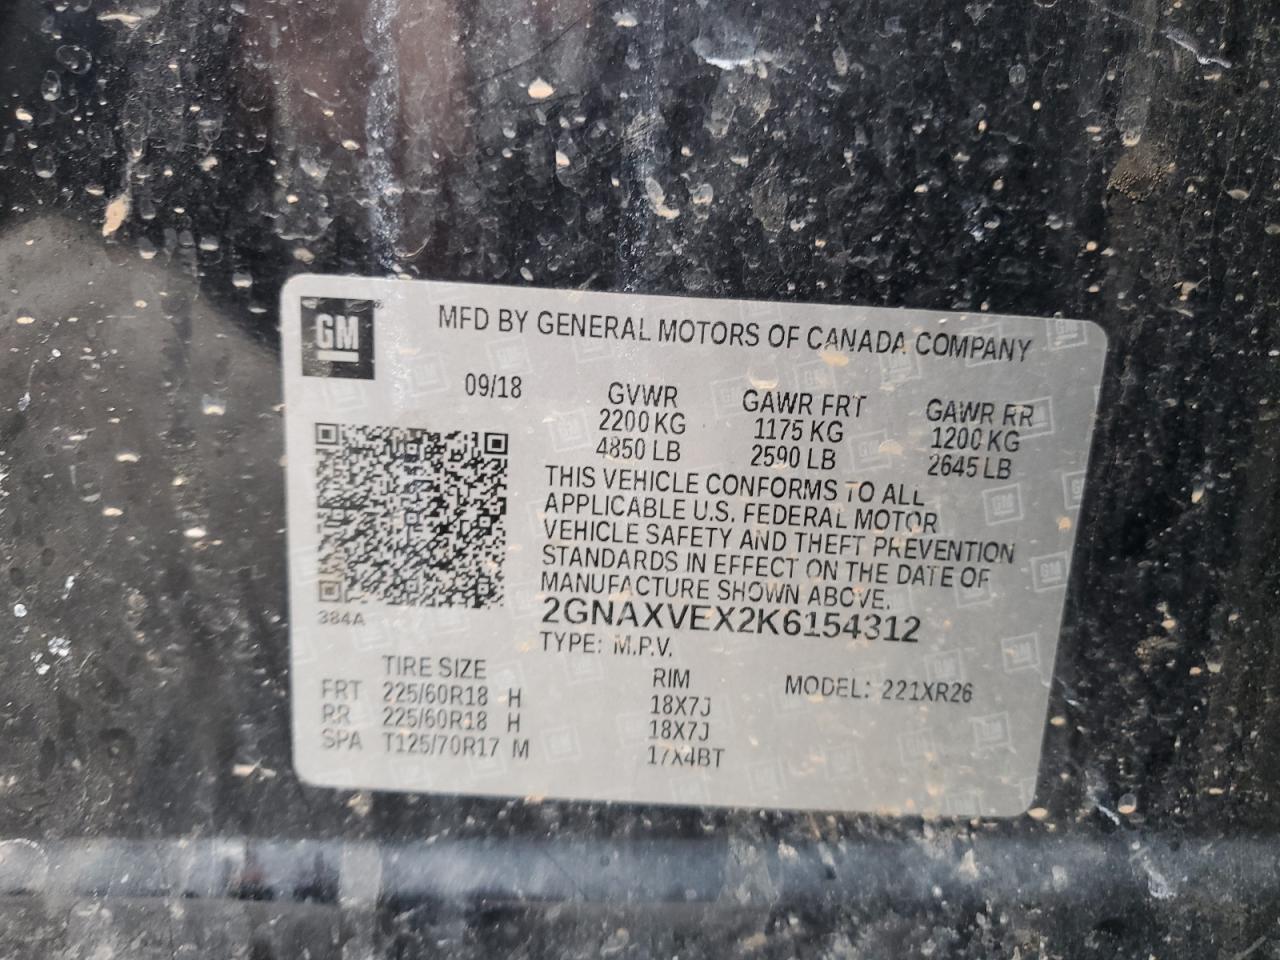 GM
MFD BY GENERAL MOTORS OF CANADA COMPANY
09/18 GVWR GAWR FRT GAWR RR
2200 KG 1175 KG 1200 KG
4850 LB 2590 LB 2645 LB
THIS VEHICLE CONFORMS TO ALL
APPLICABLE U.S. FEDERAL MOTOR
VEHICLE SAFETY AND THEFT PREVENTION
STANDARDS IN EFFECT ON THE DATE OF
MANUFACTURE SHOWN ABOVE.
384A
2GNAXVEX2K6154312
TYPE: M.P.V.
TIRE SIZE RIM MODEL: 221XR26
FRT 225/60R18 H 18X7J
RR 225/60R18 H 18X7J
SPA T125/70R17 M 17X4BT